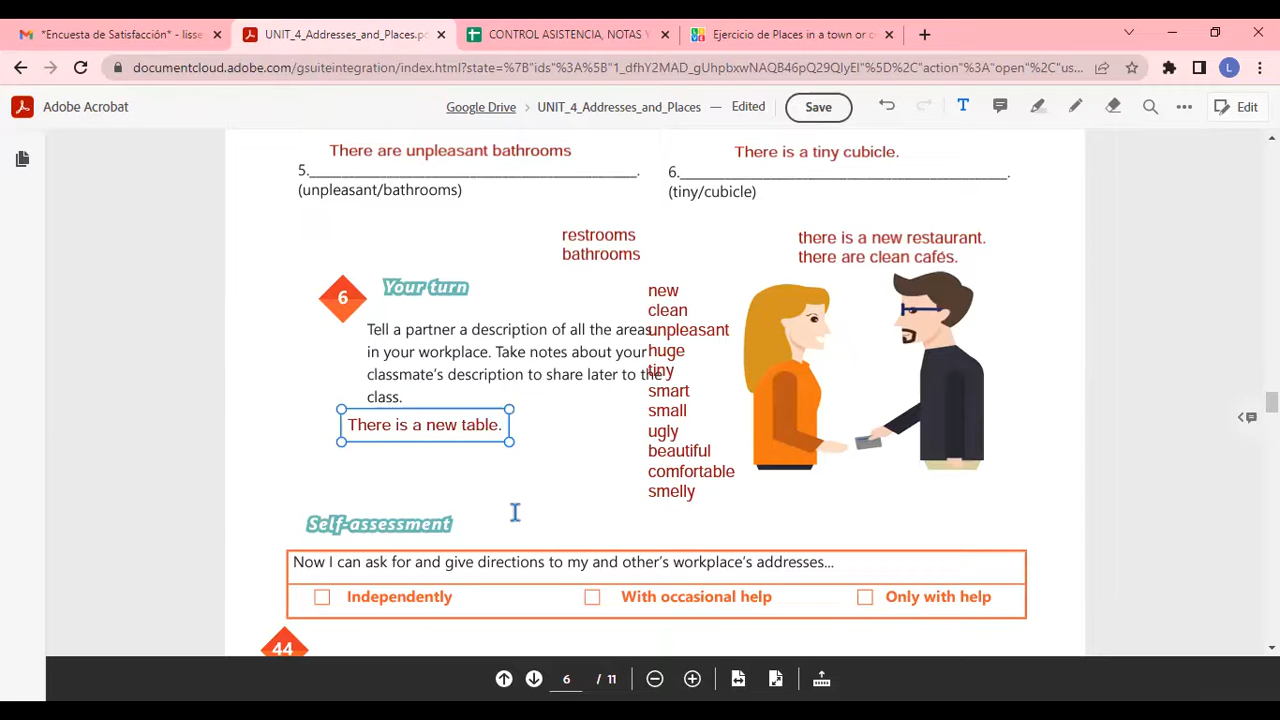 *Encuesta de Satisfacción* - lisse
UNIT_4_Addresses_and_Places.pc
CONTROL ASISTENCIA, NOTAS Y
Ejercicio de Places in a town or c
documentcloud.adobe.com/gsuiteintegration/index.html?state=%7B"ids"%3A%5B"1_dfhY2MAD_gUhpbxwNAQB46pQ29QIyEI"%5D%2C"action"%3A"open"%2C"us...
L
Adobe Acrobat
Google Drive > UNIT_4_Addresses_and_Places — Edited
Save
T
Edit
There are unpleasant bathrooms
5.______________________________________.
(unpleasant/bathrooms)
There is a tiny cubicle.
6.______________________________________.
(tiny/cubicle)
restrooms
bathrooms
there is a new restaurant.
there are clean cafés.
6
Your turn
Tell a partner a description of all the areas
in your workplace. Take notes about your
classmate's description to share later to the
class.
There is a new table.
new
clean
unpleasant
huge
tiny
smart
small
ugly
beautiful
comfortable
smelly
Self-assessment
Now I can ask for and give directions to my and other's workplace's addresses...
Independently
With occasional help
Only with help
44
6 / 11